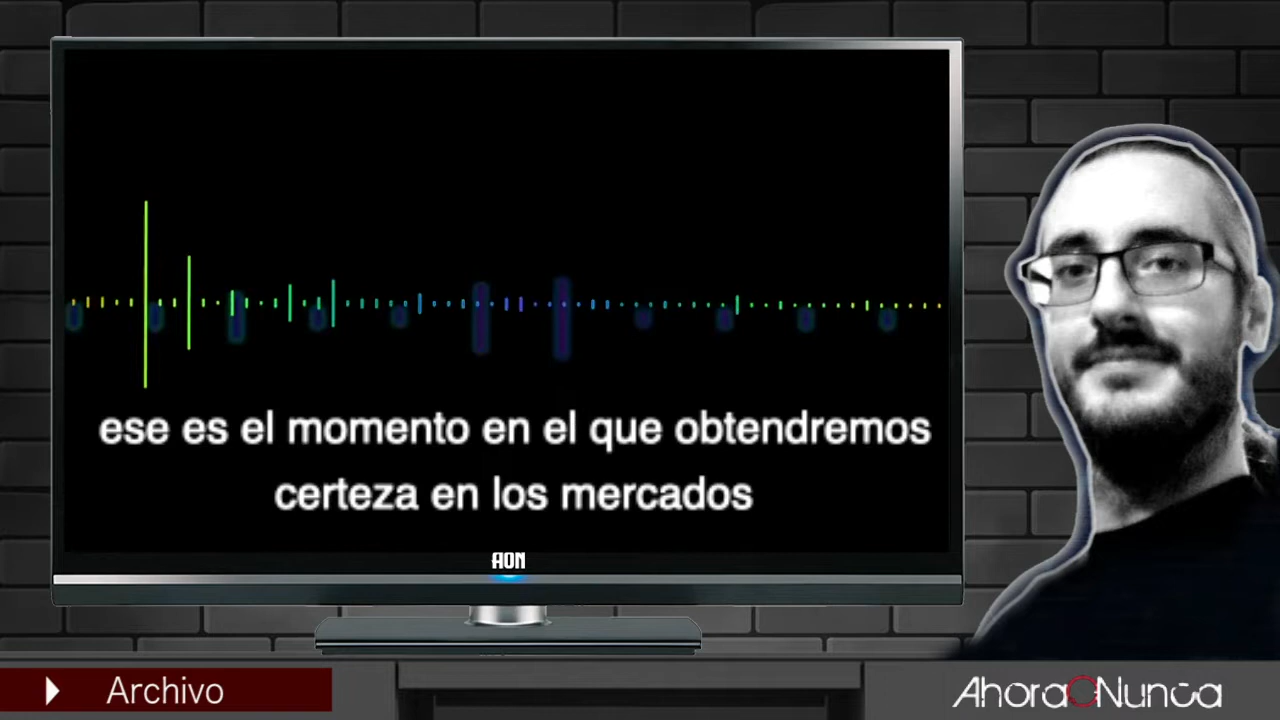 ese es el momento en el que obtendremos
certeza en los mercados
AON
Archivo
AhoraONunca